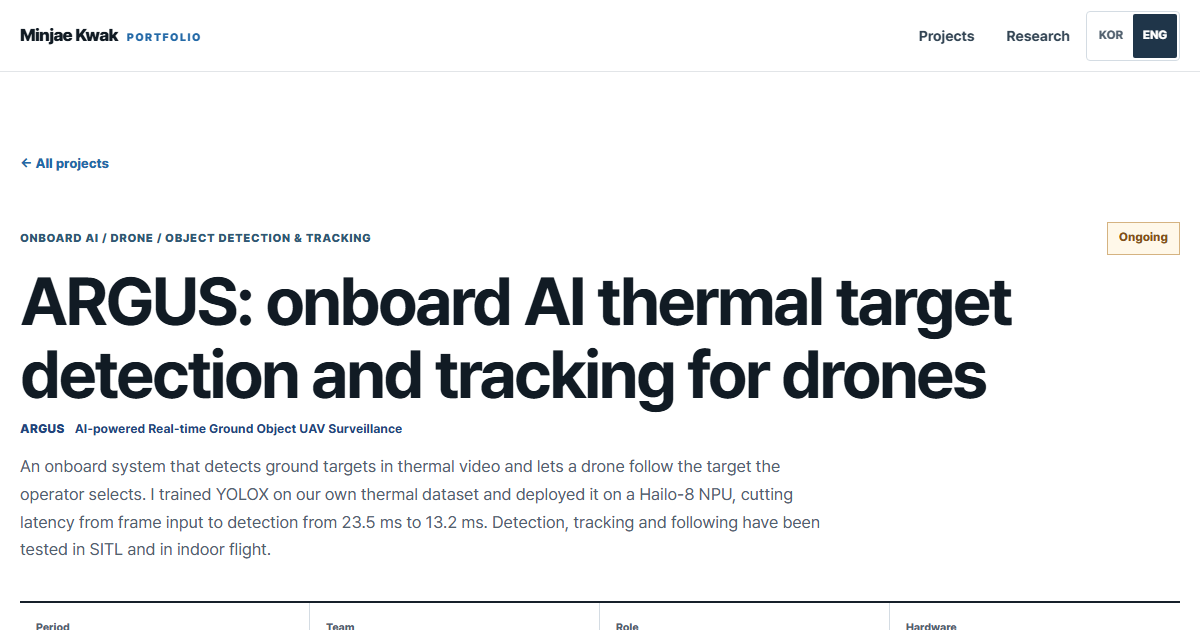 Minjae Kwak PORTFOLIO
Projects Research KOR ENG
← All projects
ONBOARD AI / DRONE / OBJECT DETECTION & TRACKING
Ongoing
ARGUS: onboard AI thermal target
detection and tracking for drones
ARGUS AI-powered Real-time Ground Object UAV Surveillance
An onboard system that detects ground targets in thermal video and lets a drone follow the target the
operator selects. I trained YOLOX on our own thermal dataset and deployed it on a Hailo-8 NPU, cutting
latency from frame input to detection from 23.5 ms to 13.2 ms. Detection, tracking and following have been
tested in SITL and in indoor flight.
Period Team Role Hardware